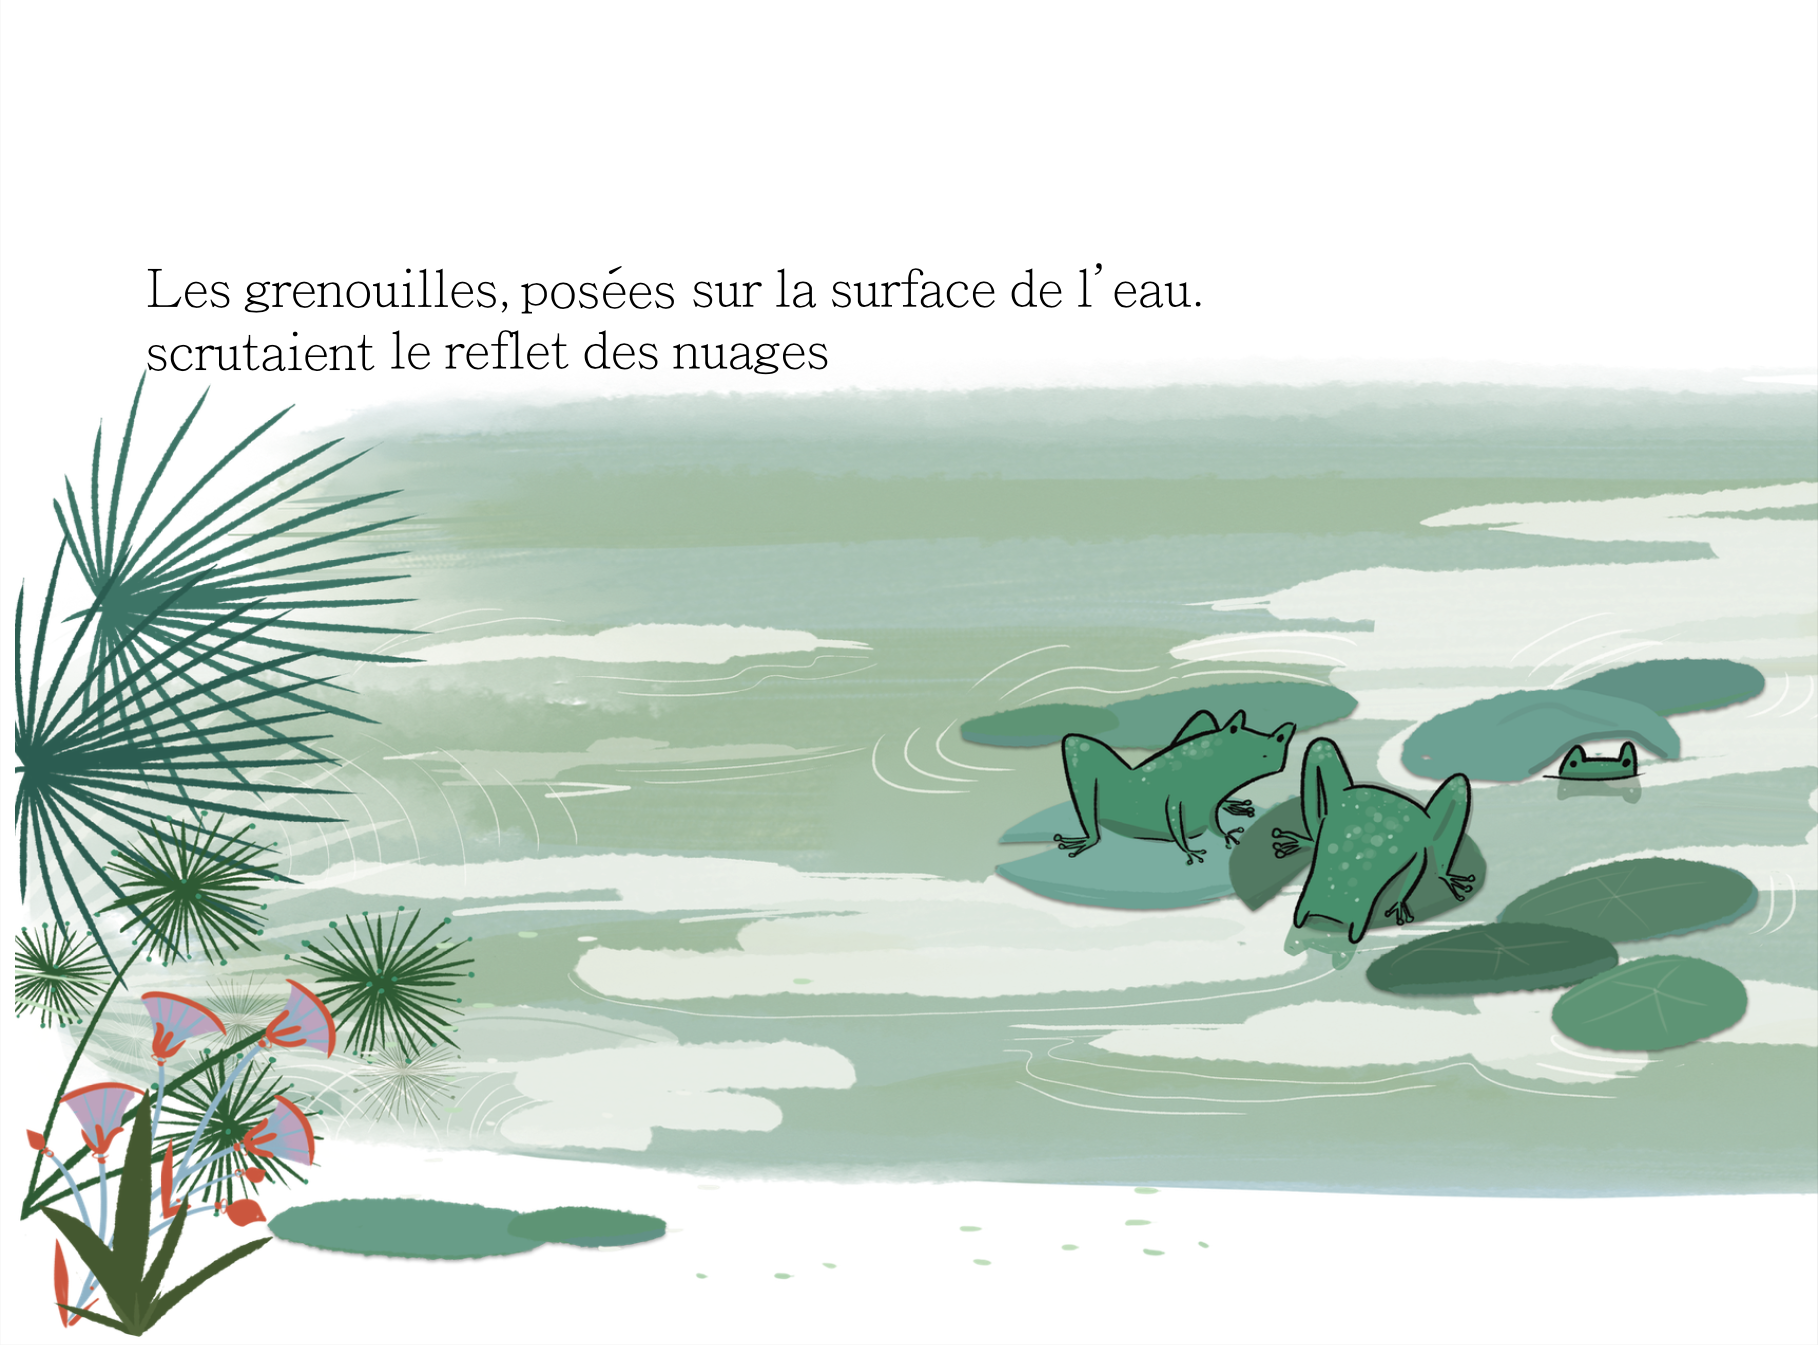 Les grenouilles, posées sur la surface de l’eau.
scrutaient le reflet des nuages